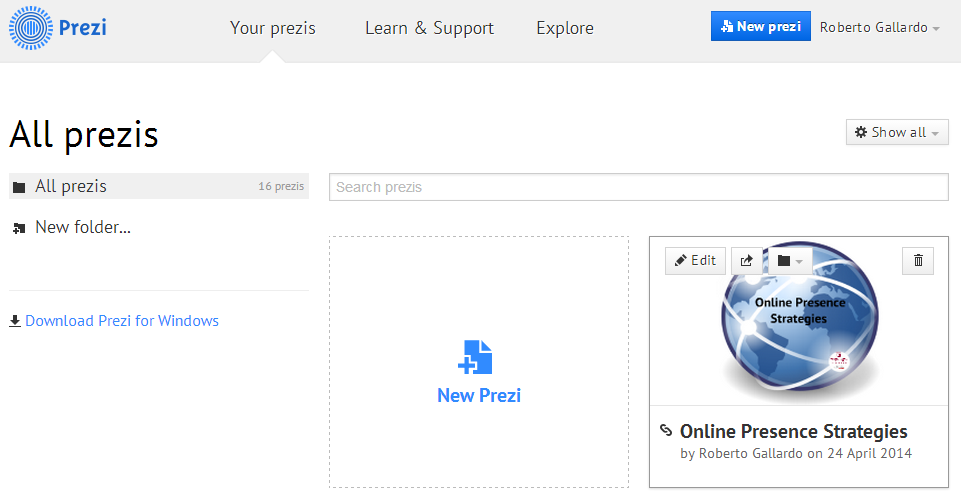 Prezi
Your prezis
Learn & Support
Explore
New prezi
Roberto Gallardo
All prezis
Show all
All prezis
16 prezis
Search prezis
New folder...
Download Prezi for Windows
New Prezi
Edit
Online Presence
Strategies
Online Presence Strategies
by Roberto Gallardo on 24 April 2014